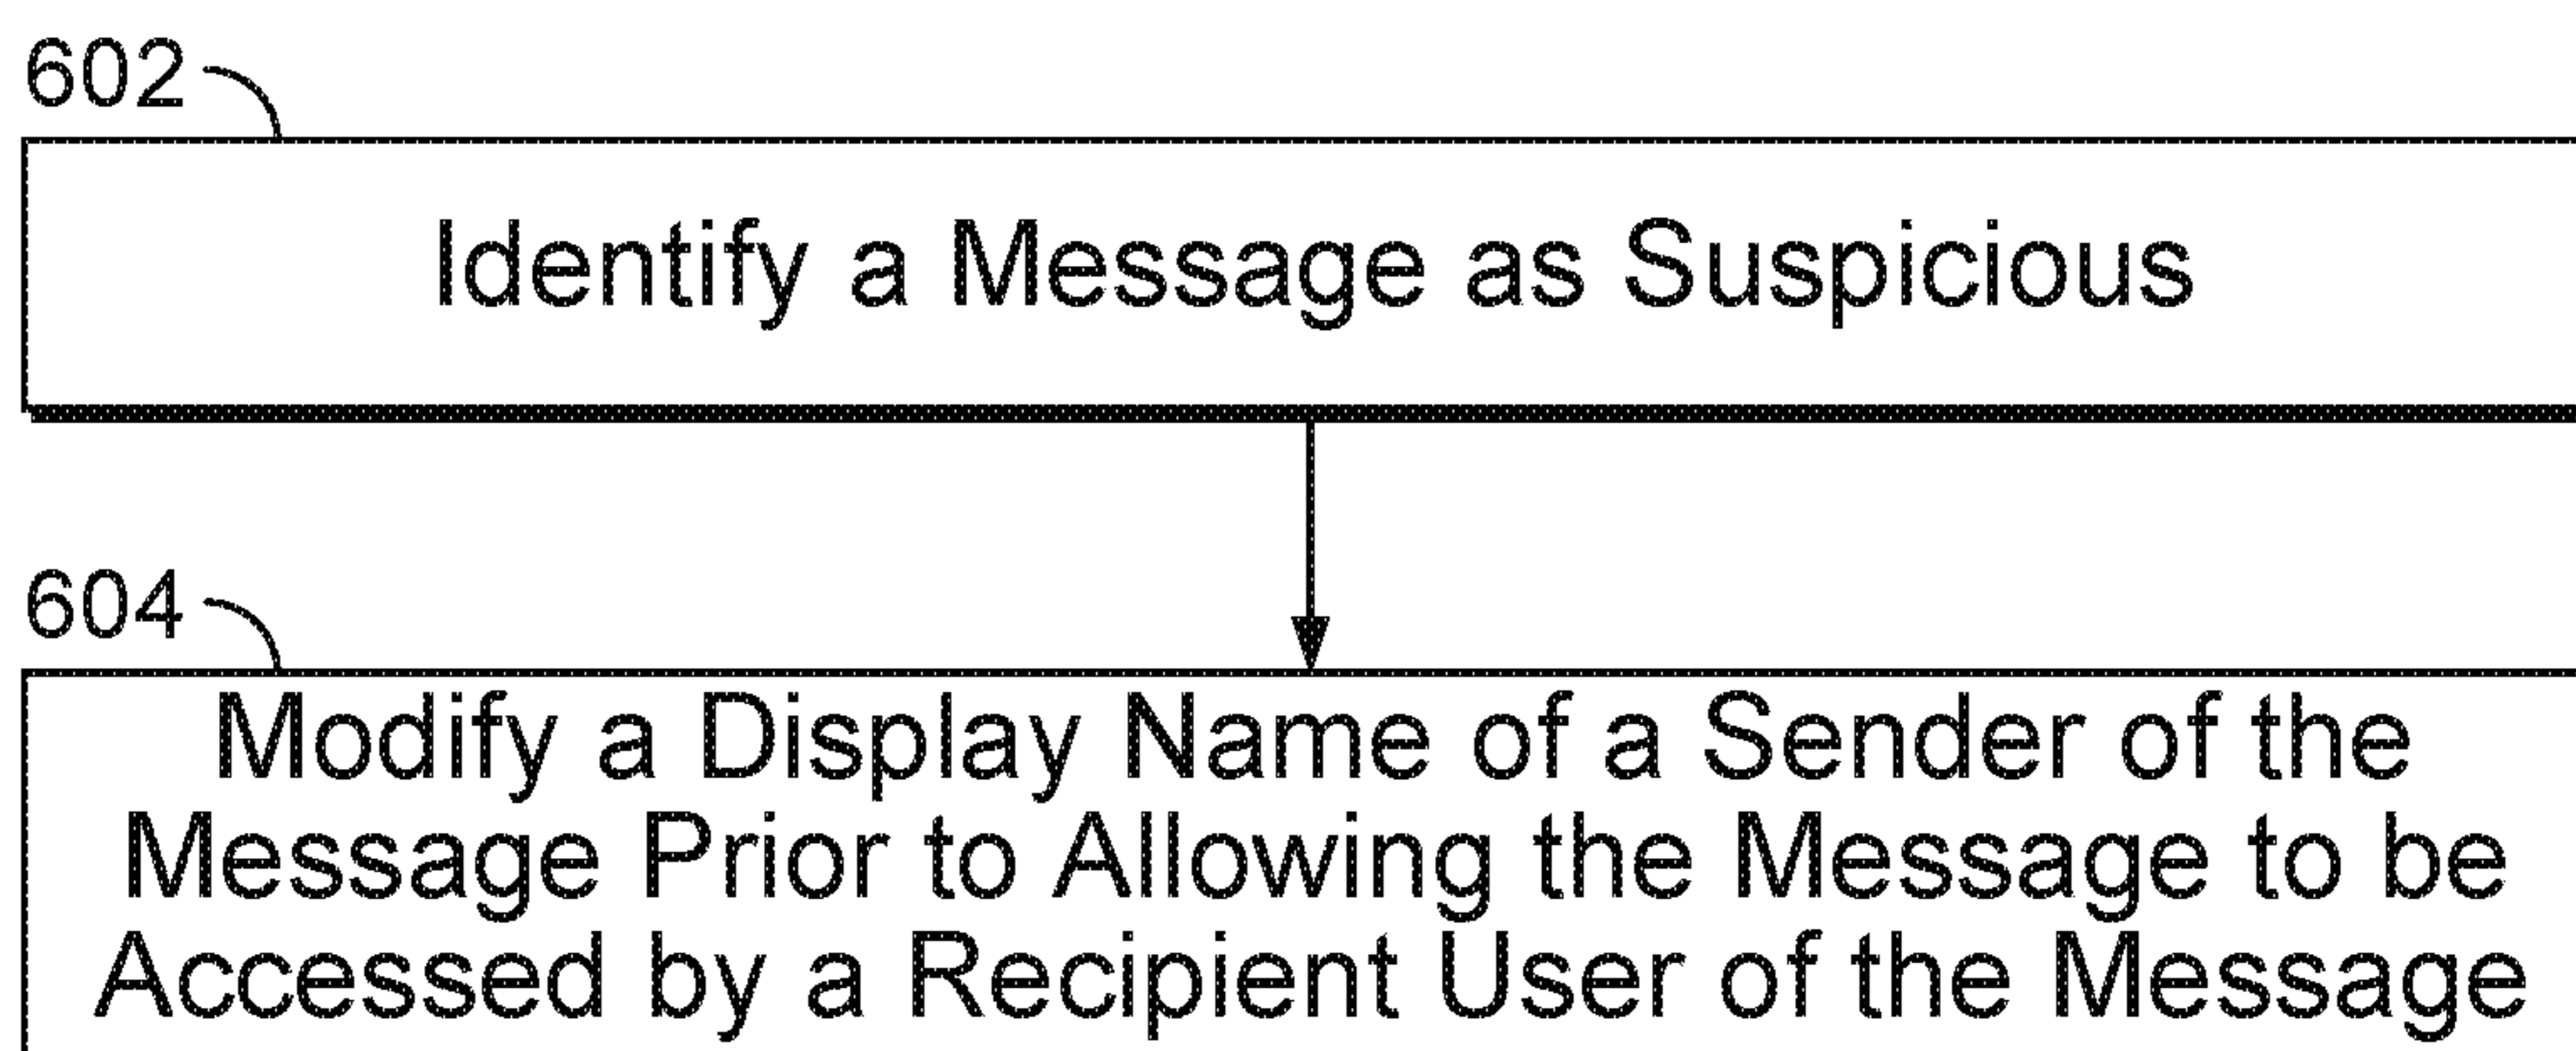 602
Identify a Message as Suspicious
604
Modify a Display Name of a Sender of the
Message Prior to Allowing the Message to be
Accessed by a Recipient User of the Message